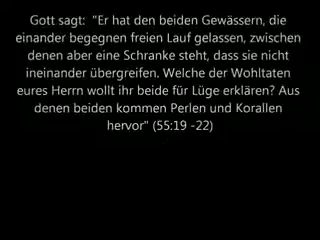 Gott sagt:  "Er hat den beiden Gewässern, die
einander begegnen freien Lauf gelassen, zwischen
denen aber eine Schranke steht, dass sie nicht
ineinander übergreifen. Welche der Wohltaten
eures Herrn wollt ihr beide für Lüge erklären? Aus
denen beiden kommen Perlen und Korallen
hervor" (55:19 -22)